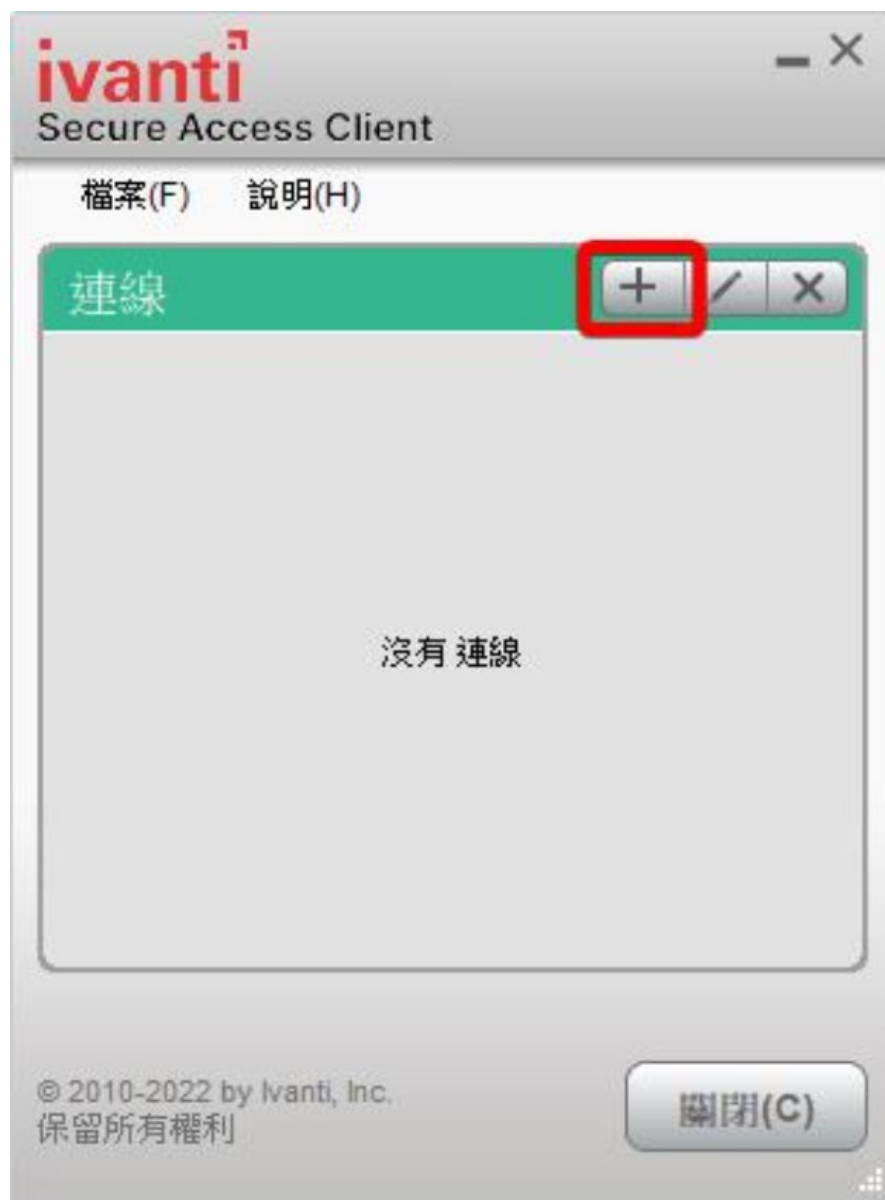 ivanti
Secure Access Client
檔案(F) 說明(H)
連線
沒有 連線
© 2010-2022 by Ivanti, Inc.
保留所有權利
關閉(C)